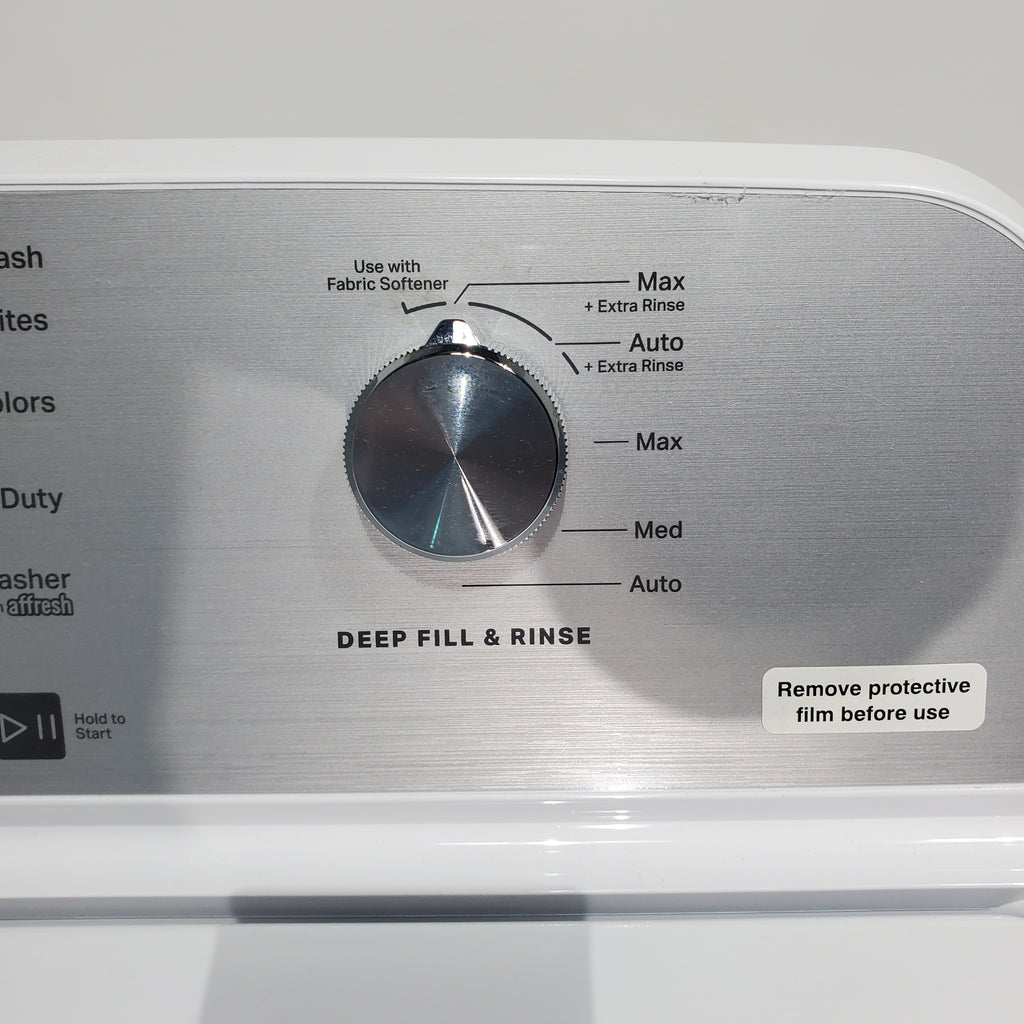 ash
ites
olors
Duty
asher
affresh
Hold to
Start
Use with
Fabric Softener
Max
+ Extra Rinse
Auto
+ Extra Rinse
Max
Med
Auto
DEEP FILL & RINSE
Remove protective
film before use